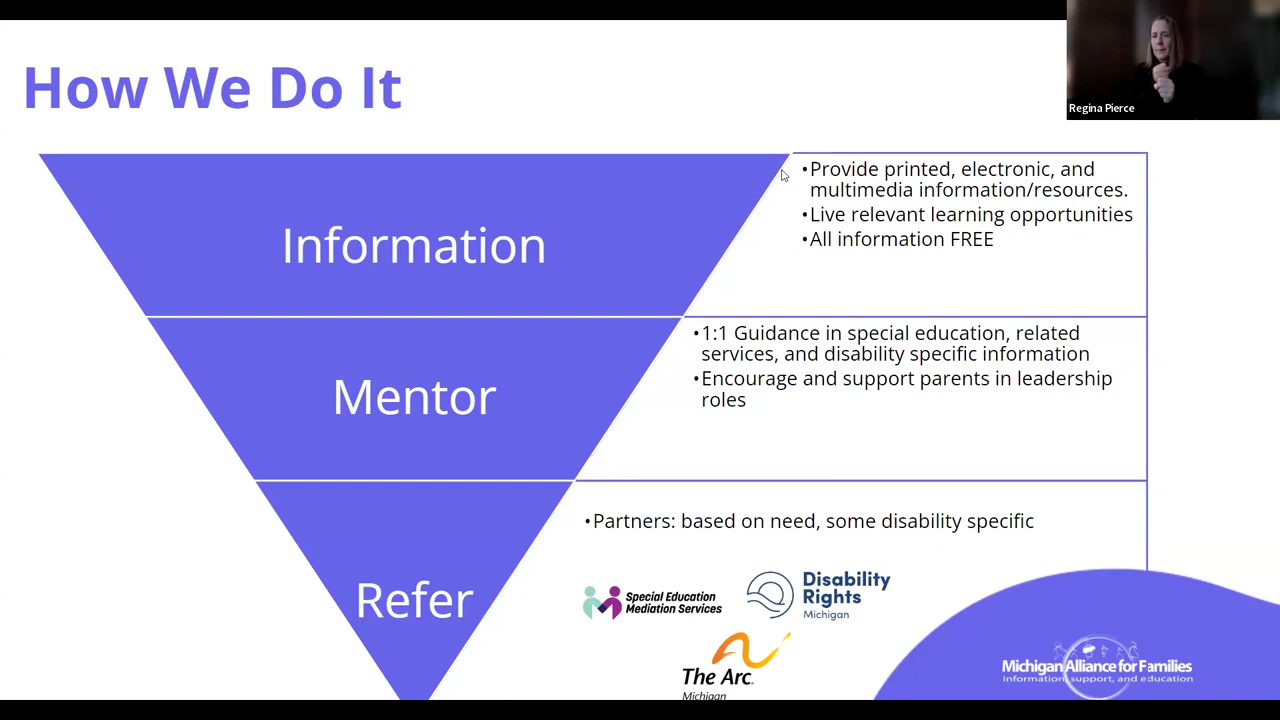 How We Do It
Regina Pierce
Information
•Provide printed, electronic, and
multimedia information/resources.
•Live relevant learning opportunities
•All information FREE
Mentor
•1:1 Guidance in special education, related
services, and disability specific information
•Encourage and support parents in leadership
roles
Refer
•Partners: based on need, some disability specific
Special Education
Mediation Services
Disability
Rights
Michigan
The Arc.
Michigan
Michigan Alliance for Families
information, support, and education